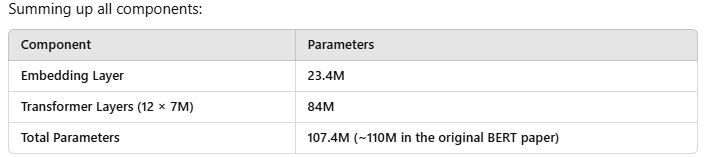 Summing up all components:
Component Parameters
Embedding Layer 23.4M
Transformer Layers (12 × 7M) 84M
Total Parameters 107.4M (~110M in the original BERT paper)